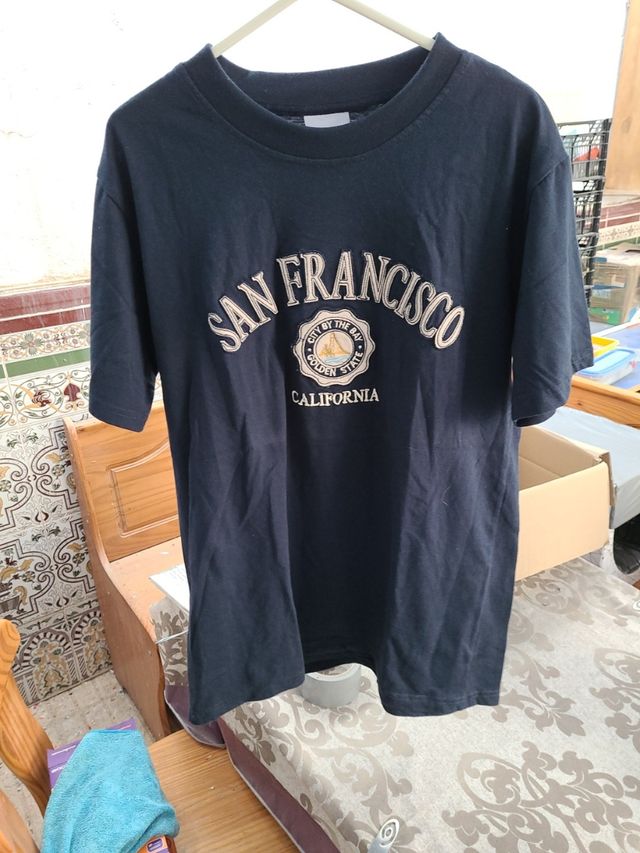 SAN FRANCISCO
CITY BY THE BAY
GOLDEN STATE
CALIFORNIA